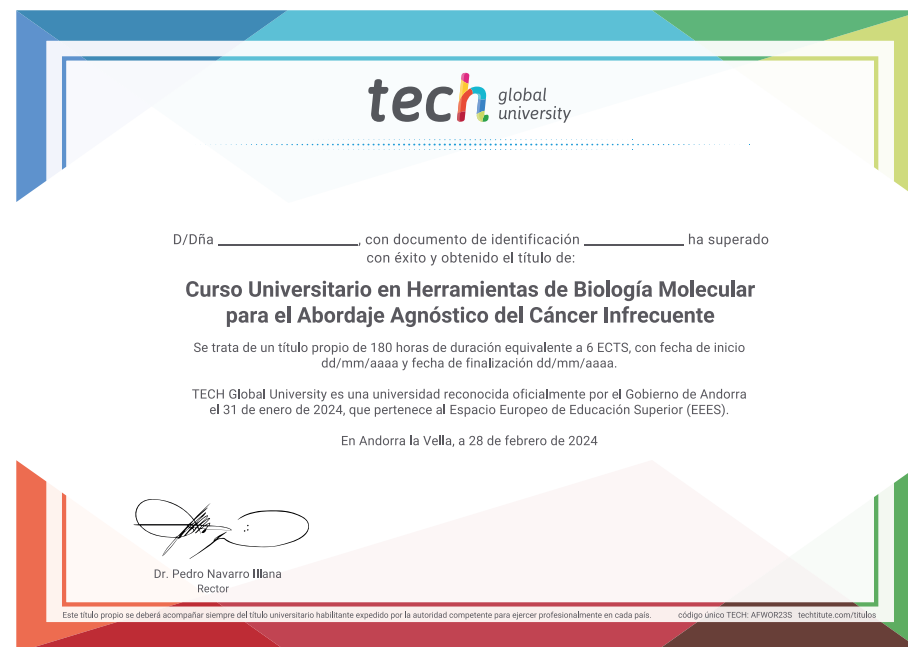 tech global university
D/Dña ____________________, con documento de identificación ______________ ha superado
con éxito y obtenido el título de:
Curso Universitario en Herramientas de Biología Molecular
para el Abordaje Agnóstico del Cáncer Infrecuente
Se trata de un título propio de 180 horas de duración equivalente a 6 ECTS, con fecha de inicio
dd/mm/aaaa y fecha de finalización dd/mm/aaaa.
TECH Global University es una universidad reconocida oficialmente por el Gobierno de Andorra
el 31 de enero de 2024, que pertenece al Espacio Europeo de Educación Superior (EEES).
En Andorra la Vella, a 28 de febrero de 2024
Dr. Pedro Navarro Illana
Rector
Este título propio se deberá acompañar siempre del título universitario habilitante expedido por la autoridad competente para ejercer profesionalmente en cada país. código único TECH: AFWOR23S techtitute.com/titulos